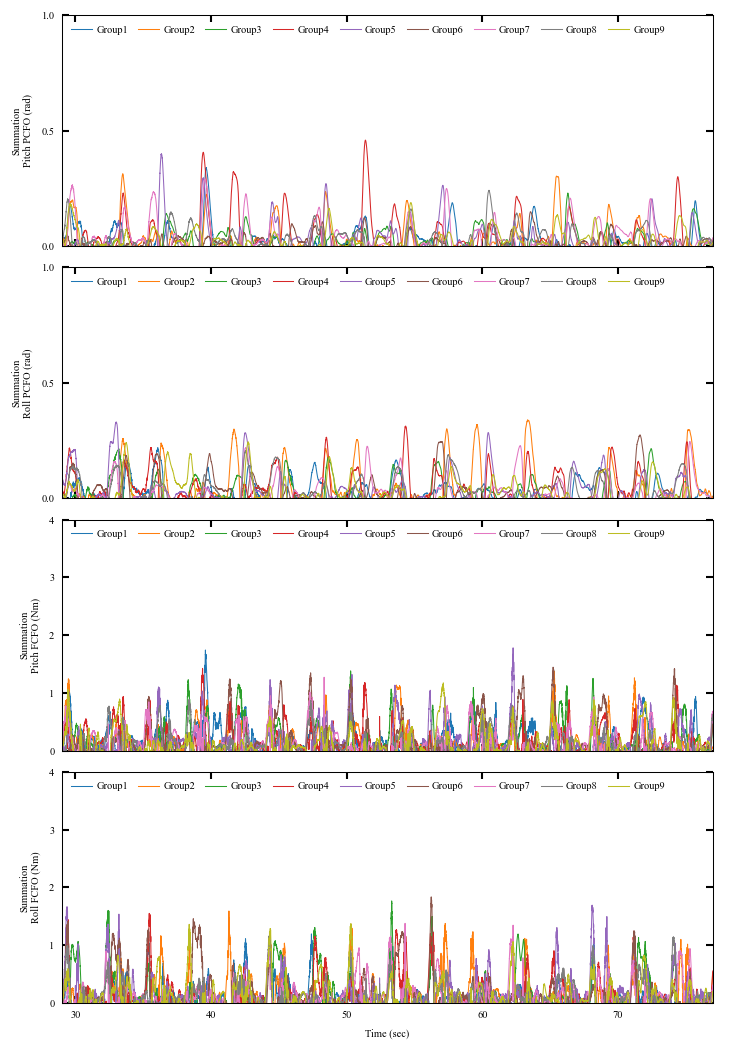 1.0
Group1 Group2 Group3 Group4 Group5 Group6 Group7 Group8 Group9
Summation
Pitch PCFO (rad)
0.5
0.0
1.0
Group1 Group2 Group3 Group4 Group5 Group6 Group7 Group8 Group9
Summation
Roll PCFO (rad)
0.5
0.0
4
Group1 Group2 Group3 Group4 Group5 Group6 Group7 Group8 Group9
3
Summation
Pitch FCFO (Nm)
2
1
0
4
Group1 Group2 Group3 Group4 Group5 Group6 Group7 Group8 Group9
3
Summation
Roll FCFO (Nm)
2
1
0
30 40 50 60 70
Time (sec)